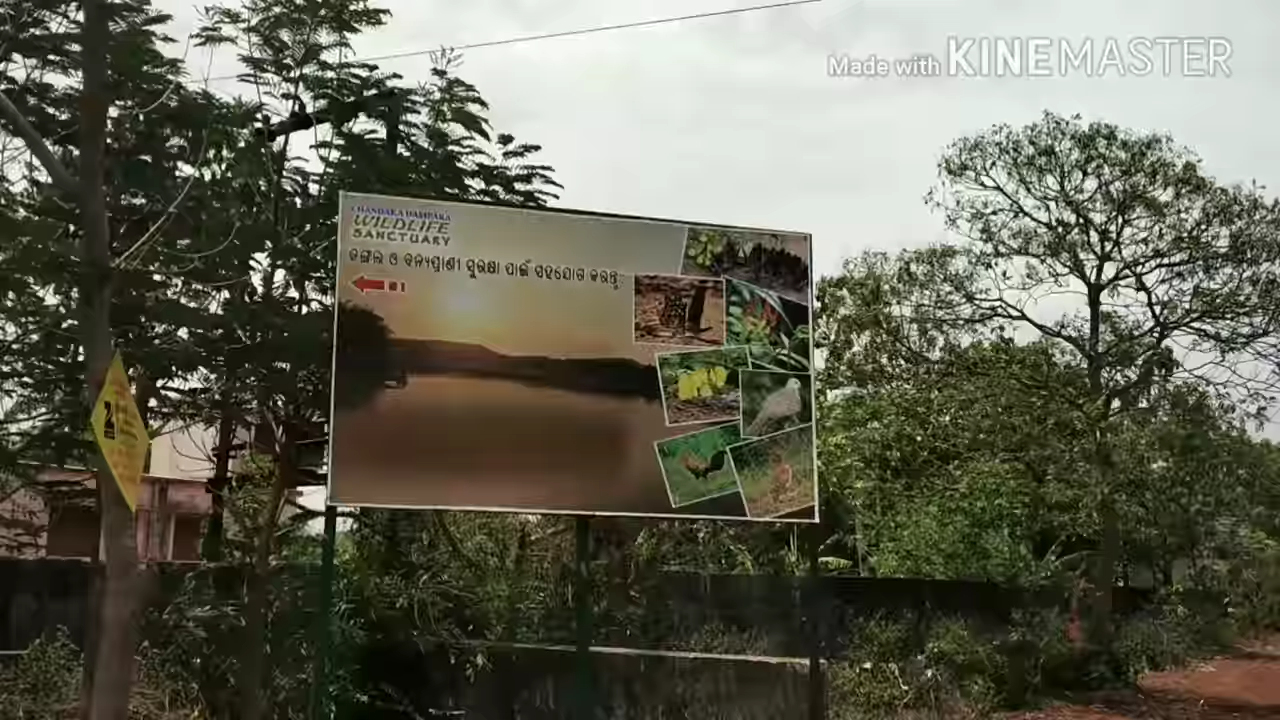 Made with KINEMASTER
CHANDAKA DAMPARA
WILDLIFE
SANCTUARY
ଜଙ୍ଗଲ ଓ ବନ୍ୟପ୍ରାଣୀ ସୁରକ୍ଷା ପାଇଁ ସହଯୋଗ କରନ୍ତୁ